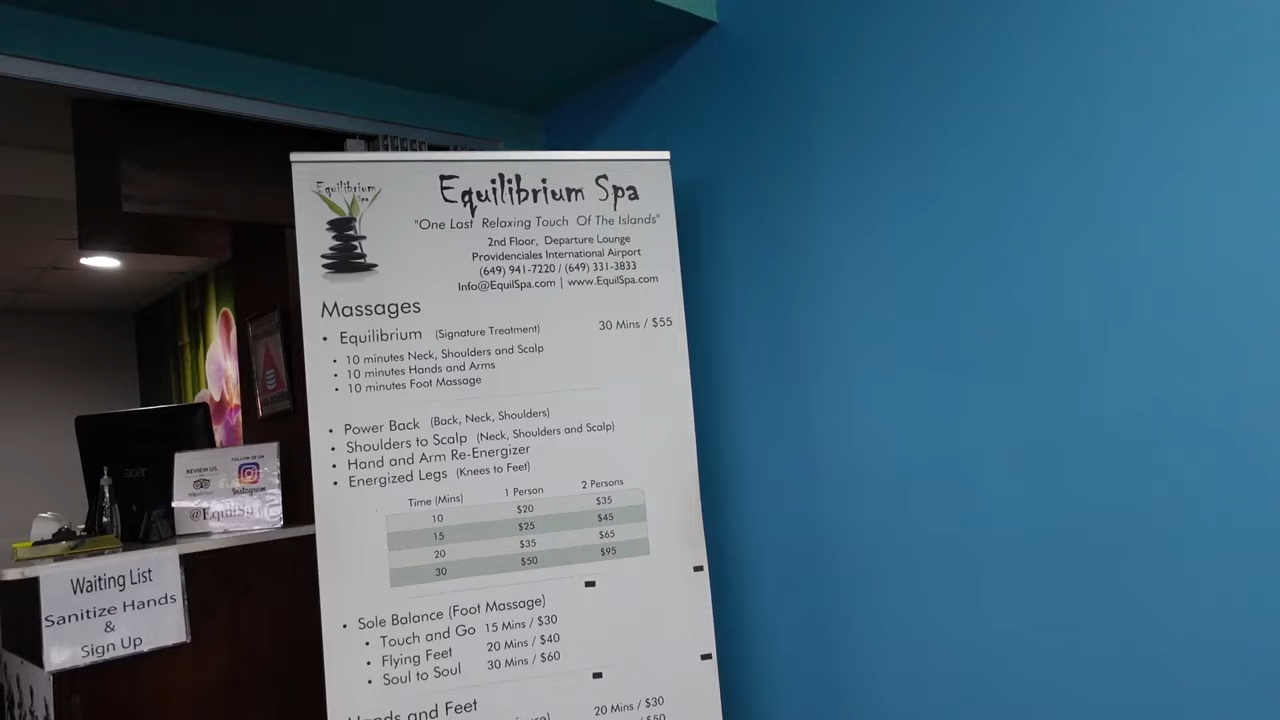 Equilibrium
Spa
Equilibrium Spa
"One Last Relaxing Touch Of The Islands"
2nd Floor, Departure Lounge
Providenciales International Airport
(649) 941-7220 / (649) 331-3833
Info@EquilSpa.com | www.EquilSpa.com
Massages
• Equilibrium (Signature Treatment) 30 Mins / $55
• 10 minutes Neck, Shoulders and Scalp
• 10 minutes Hands and Arms
• 10 minutes Foot Massage
• Power Back (Back, Neck, Shoulders)
• Shoulders to Scalp (Neck, Shoulders and Scalp)
• Hand and Arm Re-Energizer
• Energized Legs (Knees to Feet)
Time (Mins) 1 Person 2 Persons
10 $20 $35
15 $25 $45
20 $35 $65
30 $50 $95
• Sole Balance (Foot Massage)
• Touch and Go 15 Mins / $30
• Flying Feet 20 Mins / $40
• Soul to Soul 30 Mins / $60
Hands and Feet
20 Mins / $30
acer
REVIEW US
FOLLOW US ON
Instagram
@EquilSpa
Waiting List
Sanitize Hands
&
Sign Up